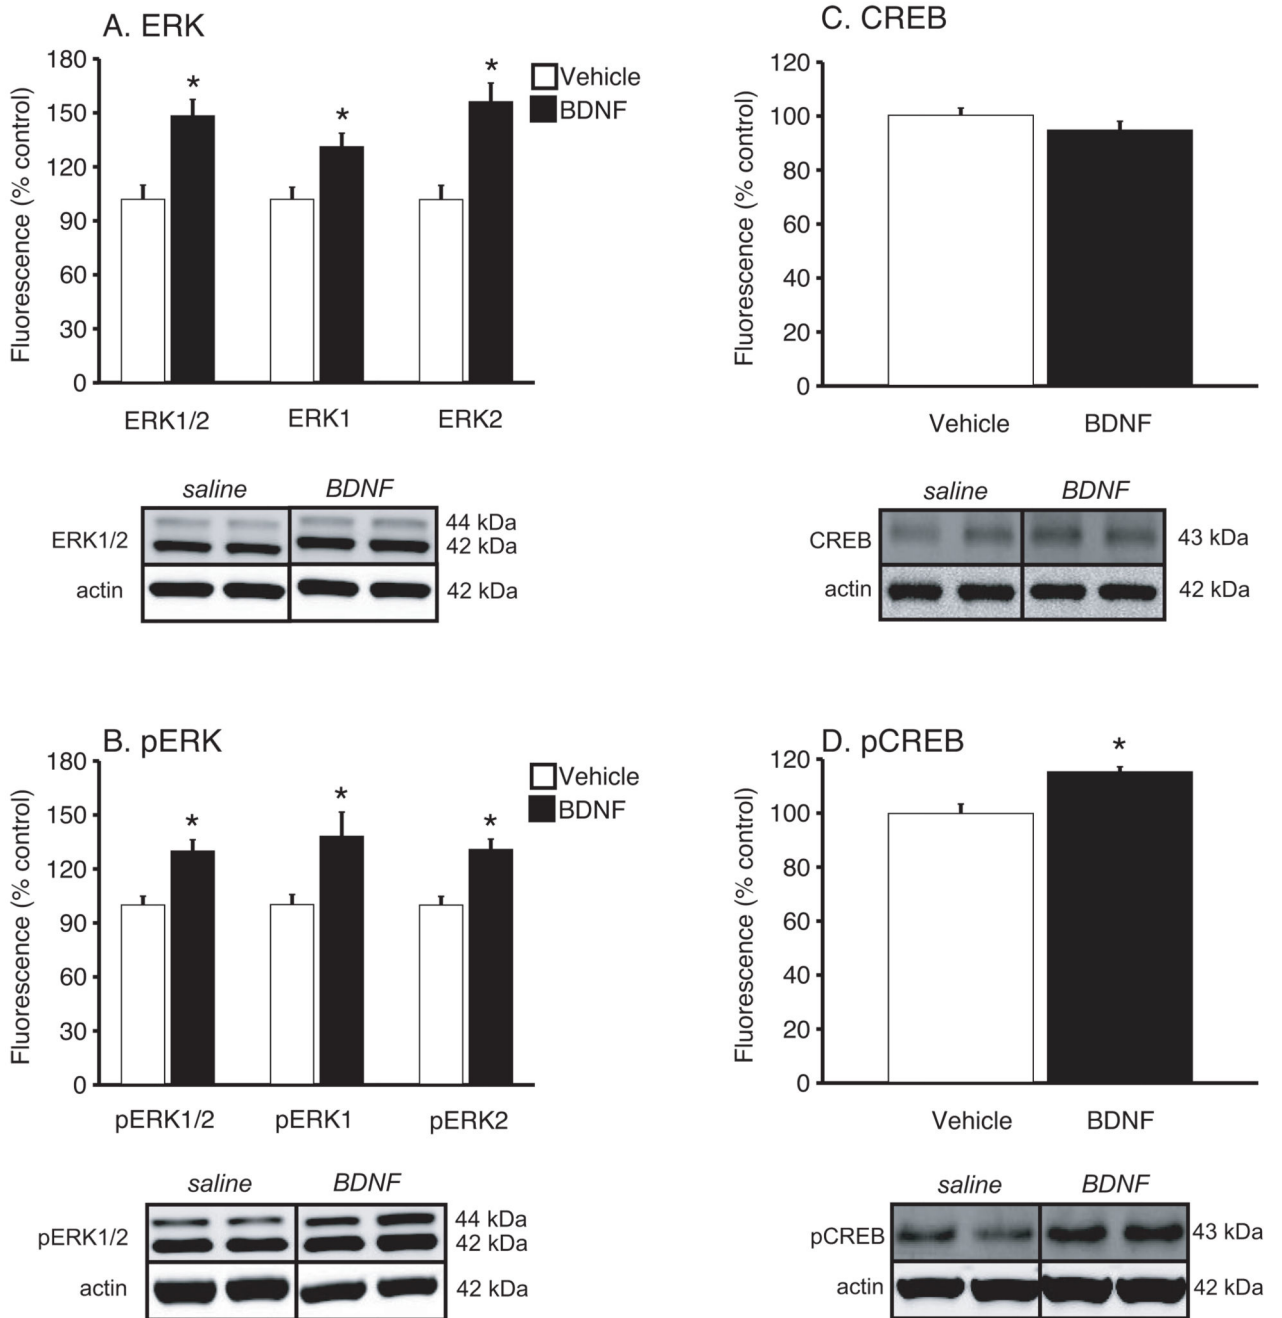 A. ERK
Fluorescence (% control)
180
150
120
90
60
30
0
* * *
Vehicle
BDNF
ERK1/2 ERK1 ERK2
saline BDNF
ERK1/2 44 kDa
42 kDa
actin 42 kDa
C. CREB
Fluorescence (% control)
120
100
80
60
40
20
0
Vehicle BDNF
saline BDNF
CREB 43 kDa
actin 42 kDa
B. pERK
Fluorescence (% control)
180
150
120
90
60
30
0
* * *
Vehicle
BDNF
pERK1/2 pERK1 pERK2
saline BDNF
pERK1/2 44 kDa
42 kDa
actin 42 kDa
D. pCREB
Fluorescence (% control)
120
100
80
60
40
20
0
*
Vehicle BDNF
saline BDNF
pCREB 43 kDa
actin 42 kDa